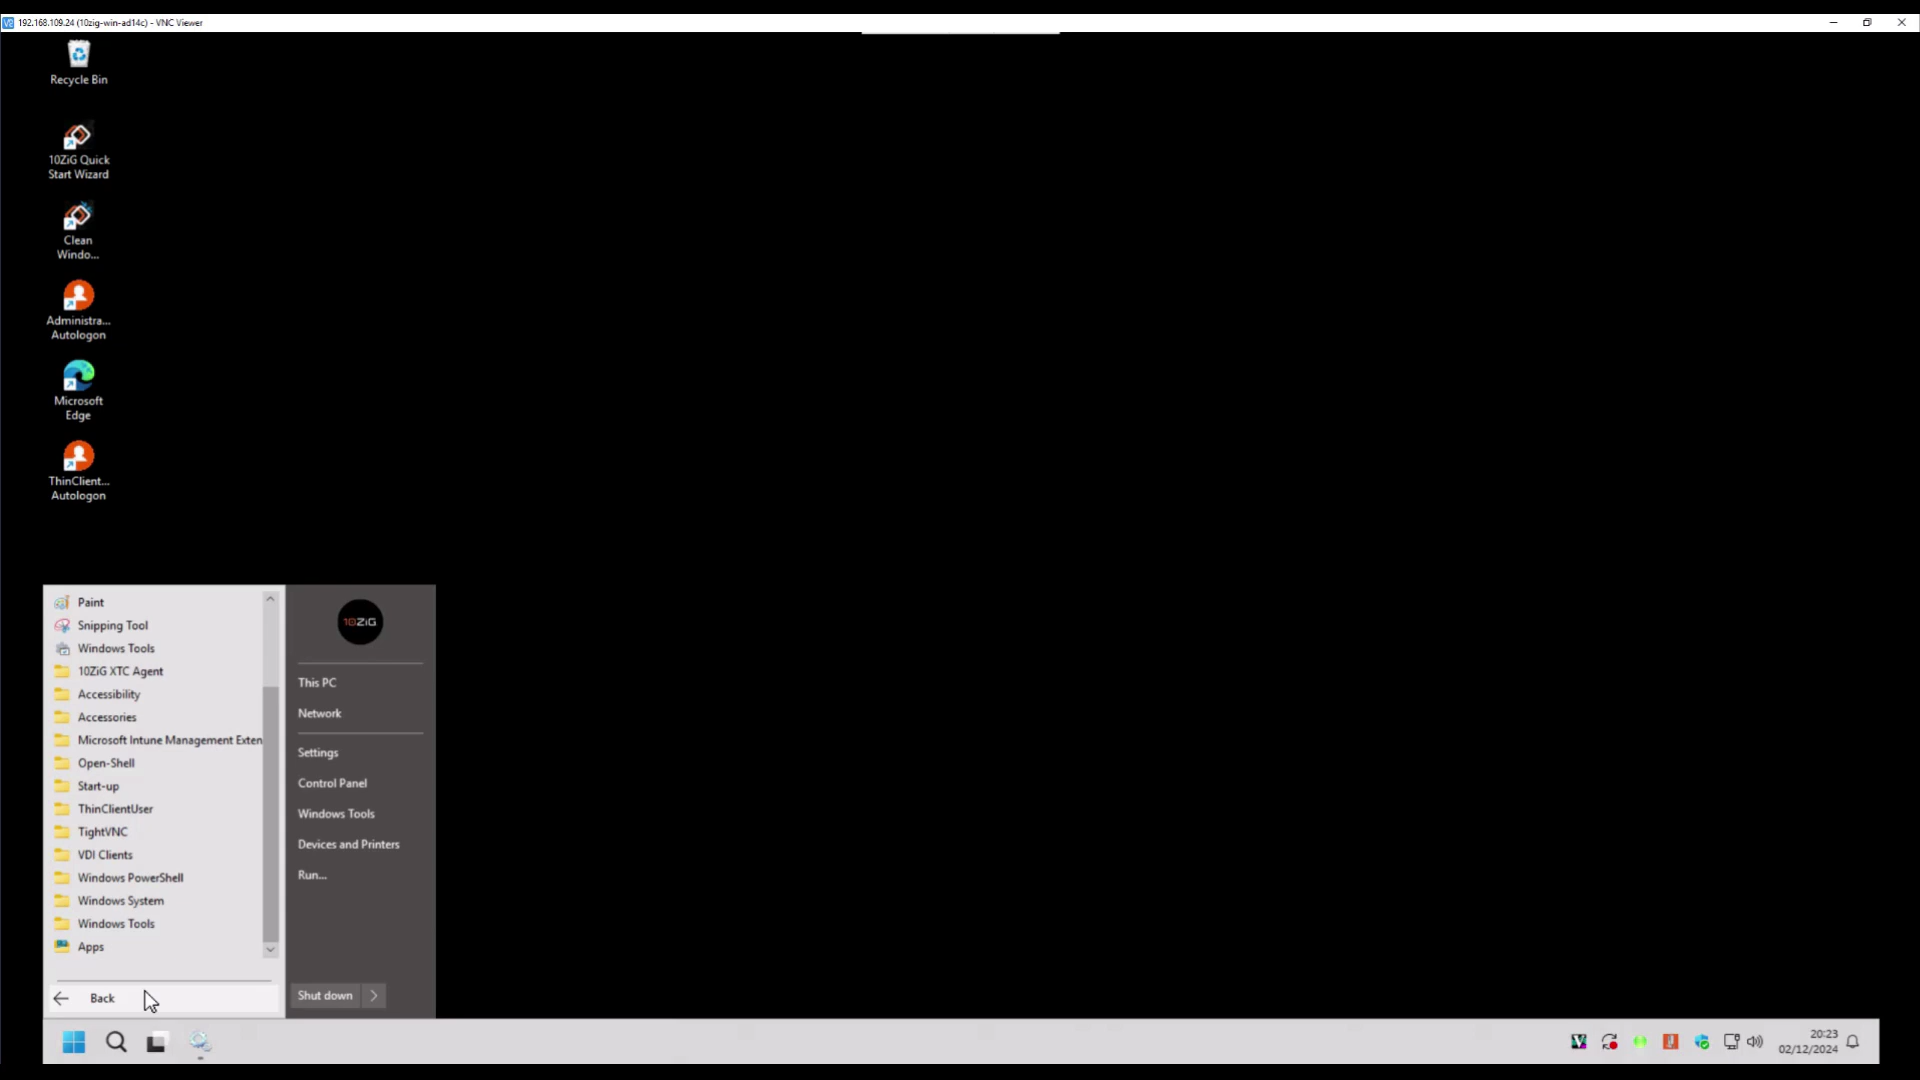 192.168.109.24 (10zig-win-ad14c) - VNC Viewer
Recycle Bin
10ZiG Quick
Start Wizard
Clean
Windo...
Administra...
Autologon
Microsoft
Edge
ThinClient...
Autologon
Paint
Snipping Tool
Windows Tools
10ZiG XTC Agent
Accessibility
Accessories
Microsoft Intune Management Exten
Open-Shell
Start-up
ThinClientUser
TightVNC
VDI Clients
Windows PowerShell
Windows System
Windows Tools
Apps
Back
10ZiG
This PC
Network
Settings
Control Panel
Windows Tools
Devices and Printers
Run...
Shut down
20:23
02/12/2024